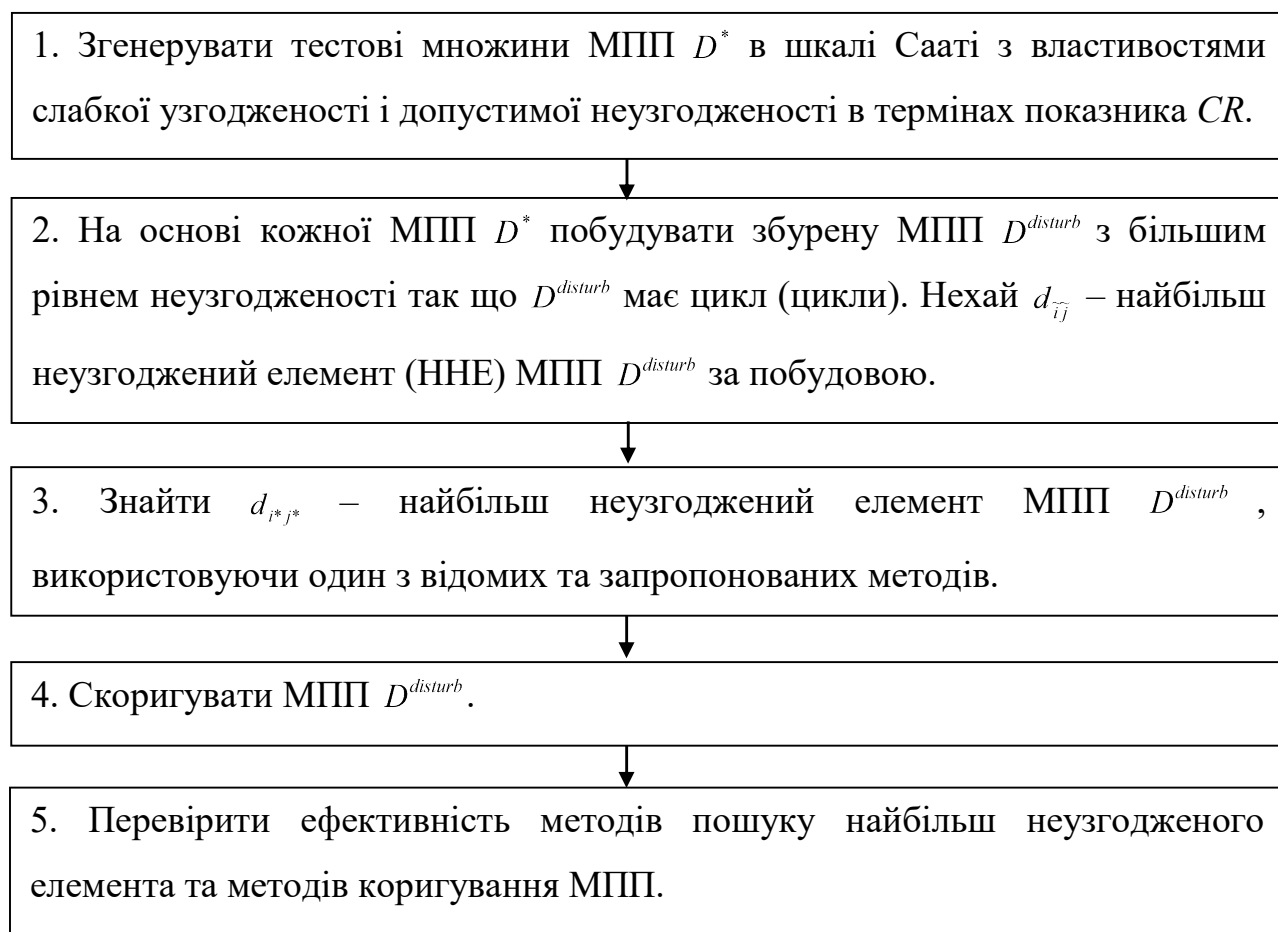 1. Згенерувати тестові множини МПП D* в шкалі Сааті з властивостями
слабкої узгодженості і допустимої неузгодженості в термінах показника CR.
2. На основі кожної МПП D* побудувати збурену МПП D^disturb з більшим
рівнем неузгодженості так що D^disturb має цикл (цикли). Нехай d_ĩj̃ – найбільш
неузгоджений елемент (ННЕ) МПП D^disturb за побудовою.
3. Знайти d_i*j* – найбільш неузгоджений елемент МПП D^disturb ,
використовуючи один з відомих та запропонованих методів.
4. Скоригувати МПП D^disturb.
5. Перевірити ефективність методів пошуку найбільш неузгодженого
елемента та методів коригування МПП.